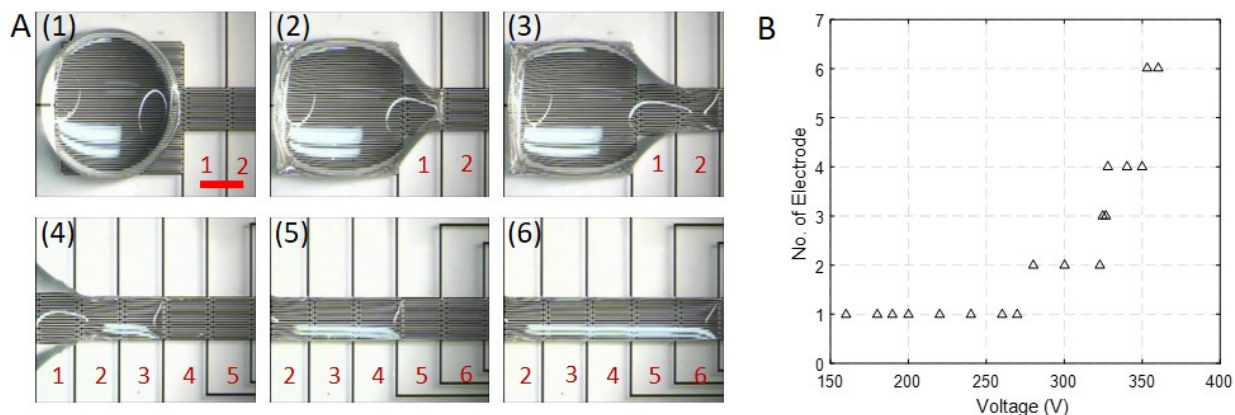 A
(1)
1 2
(2)
1 2
(3)
1 2
(4)
1 2 3 4 5
(5)
2 3 4 5 6
(6)
2 3 4 5 6
B
No. of Electrode
7
6
5
4
3
2
1
0
150 200 250 300 350 400
Voltage (V)